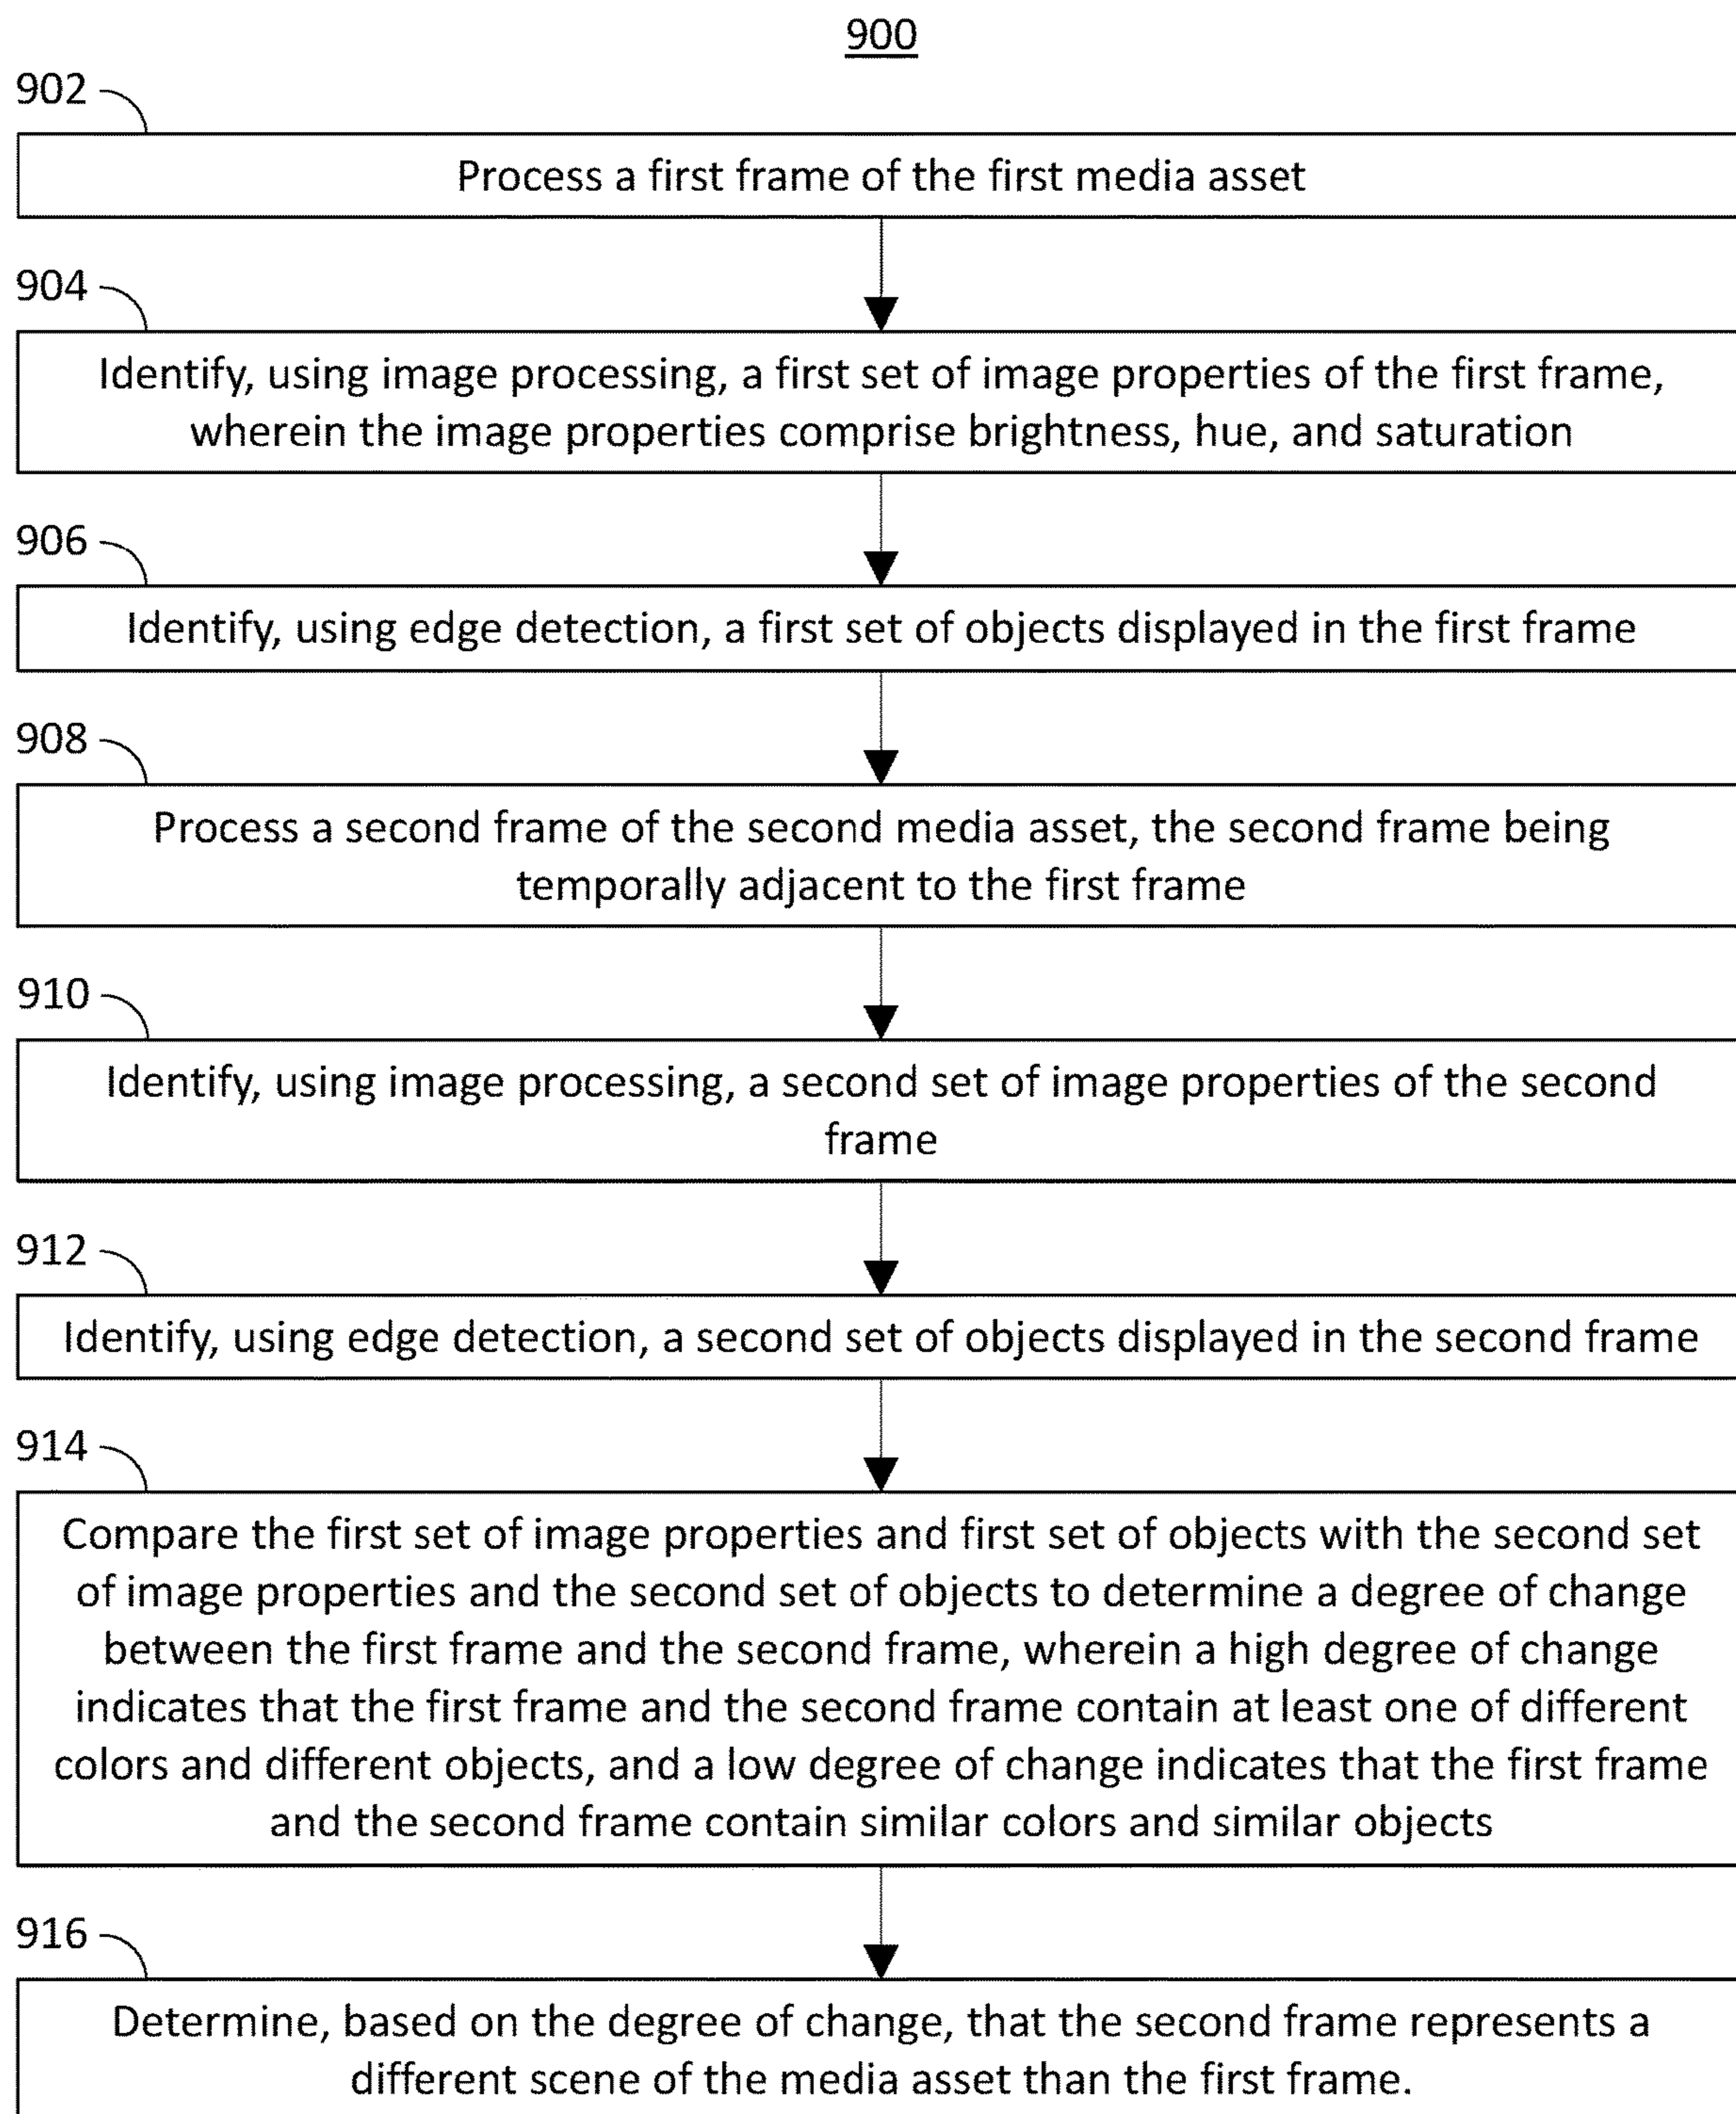 900
902
Process a first frame of the first media asset
904
Identify, using image processing, a first set of image properties of the first frame,
wherein the image properties comprise brightness, hue, and saturation
906
Identify, using edge detection, a first set of objects displayed in the first frame
908
Process a second frame of the second media asset, the second frame being
temporally adjacent to the first frame
910
Identify, using image processing, a second set of image properties of the second
frame
912
Identify, using edge detection, a second set of objects displayed in the second frame
914
Compare the first set of image properties and first set of objects with the second set
of image properties and the second set of objects to determine a degree of change
between the first frame and the second frame, wherein a high degree of change
indicates that the first frame and the second frame contain at least one of different
colors and different objects, and a low degree of change indicates that the first frame
and the second frame contain similar colors and similar objects
916
Determine, based on the degree of change, that the second frame represents a
different scene of the media asset than the first frame.